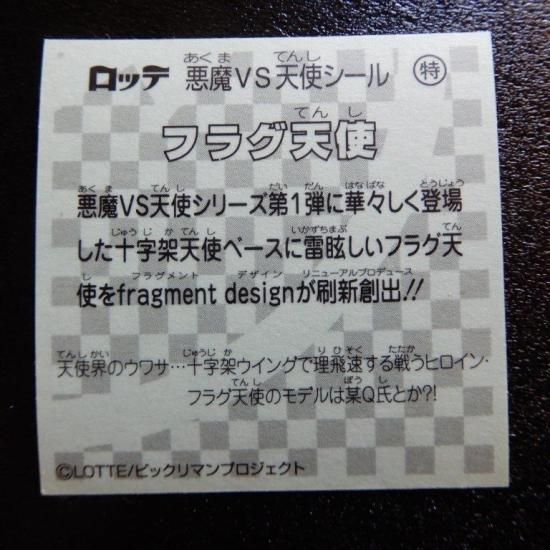 ロッテ 悪魔VS天使シール 特
フラグ天使
悪魔VS天使シリーズ第1弾に華々しく登場
した十字架天使ベースに雷眩しいフラグ天
使をfragment designが刷新創出!!
天使界のウワサ…十字架ウイングで理飛速する戦うヒロイン・
フラグ天使のモデルは某Q氏とか?!
©LOTTE/ビックリマンプロジェクト